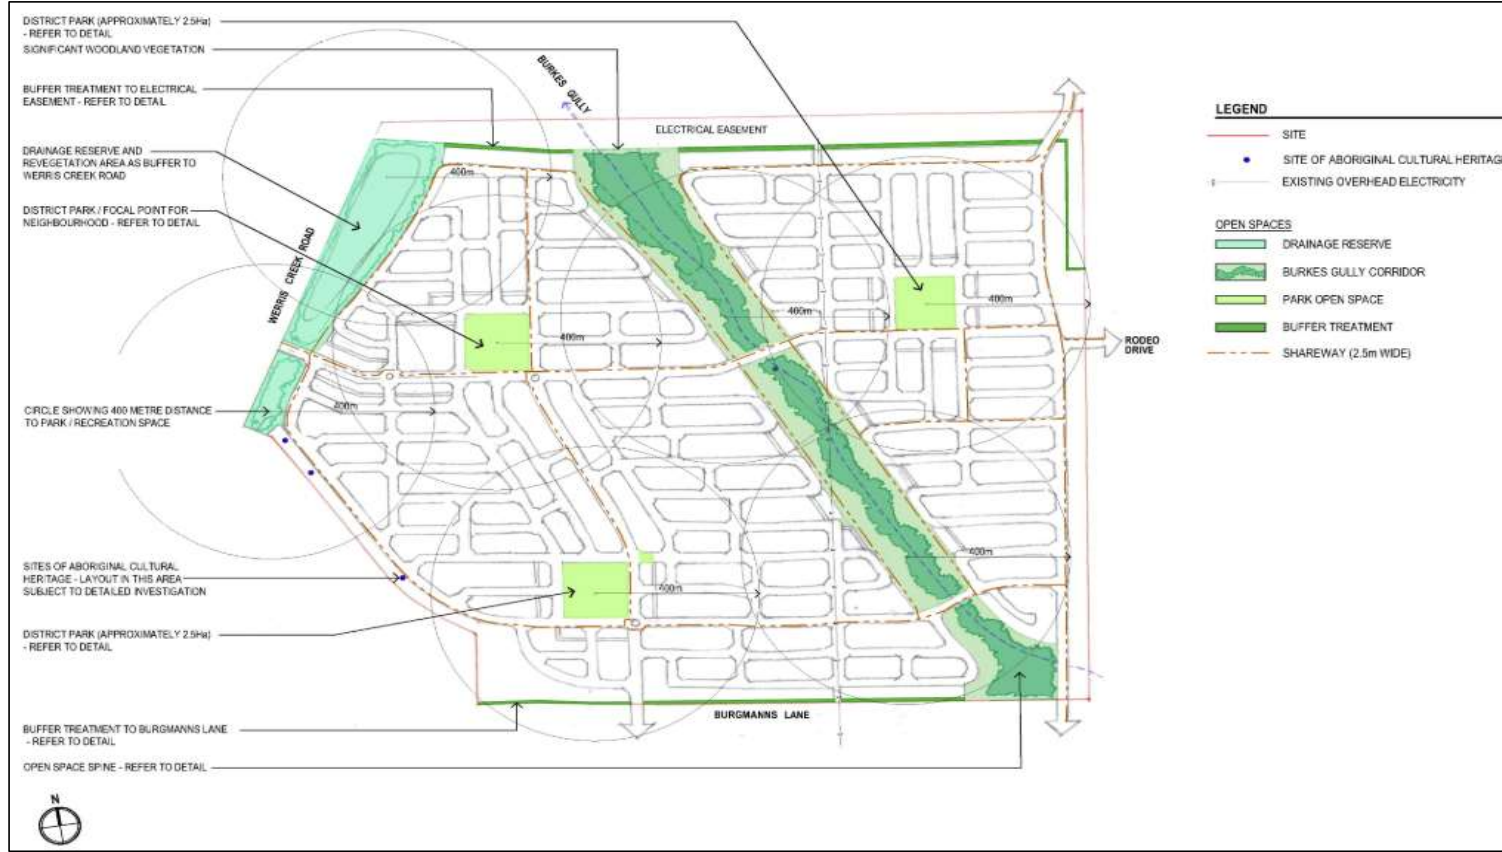 DISTRICT PARK (APPROXIMATELY 2.5Ha)
- REFER TO DETAIL
SIGNIFICANT WOODLAND VEGETATION
BUFFER TREATMENT TO ELECTRICAL
EASEMENT - REFER TO DETAIL
DRAINAGE RESERVE AND
REVEGETATION AREA AS BUFFER TO
WERRIS CREEK ROAD
DISTRICT PARK / FOCAL POINT FOR
NEIGHBOURHOOD - REFER TO DETAIL
CIRCLE SHOWING 400 METRE DISTANCE
TO PARK / RECREATION SPACE
SITES OF ABORIGINAL CULTURAL
HERITAGE - LAYOUT IN THIS AREA
SUBJECT TO DETAILED INVESTIGATION
DISTRICT PARK (APPROXIMATELY 2.5Ha)
- REFER TO DETAIL
BUFFER TREATMENT TO BURGMANNS LANE
- REFER TO DETAIL
OPEN SPACE SPINE - REFER TO DETAIL
N
BURKES GULLY
ELECTRICAL EASEMENT
WERRIS CREEK ROAD
400m
400m
400m
400m
400m
400m
400m
RODEO
DRIVE
BURGMANNS LANE
LEGEND
SITE
SITE OF ABORIGINAL CULTURAL HERITAGE
EXISTING OVERHEAD ELECTRICITY
OPEN SPACES
DRAINAGE RESERVE
BURKES GULLY CORRIDOR
PARK OPEN SPACE
BUFFER TREATMENT
SHAREWAY (2.5m WIDE)